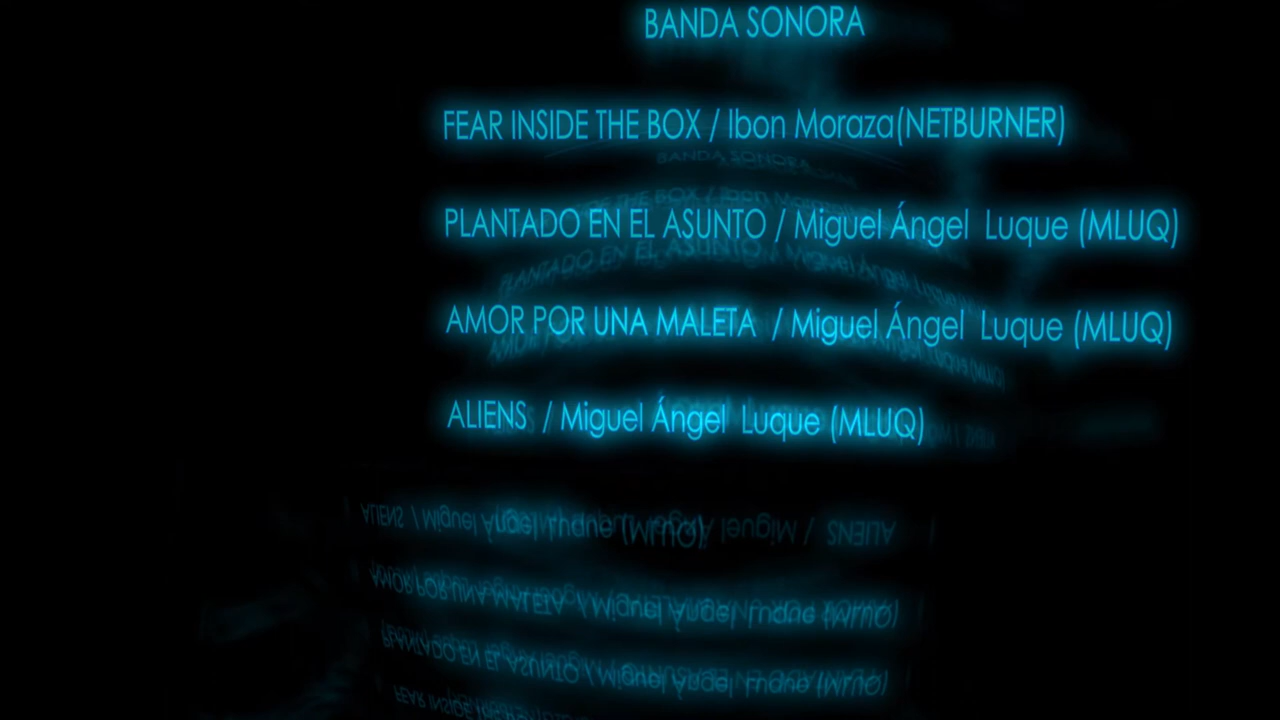 BANDA SONORA
FEAR INSIDE THE BOX / Ibon Moraza(NETBURNER)
PLANTADO EN EL ASUNTO / Miguel Ángel Luque (MLUQ)
AMOR POR UNA MALETA / Miguel Ángel Luque (MLUQ)
ALIENS / Miguel Ángel Luque (MLUQ)